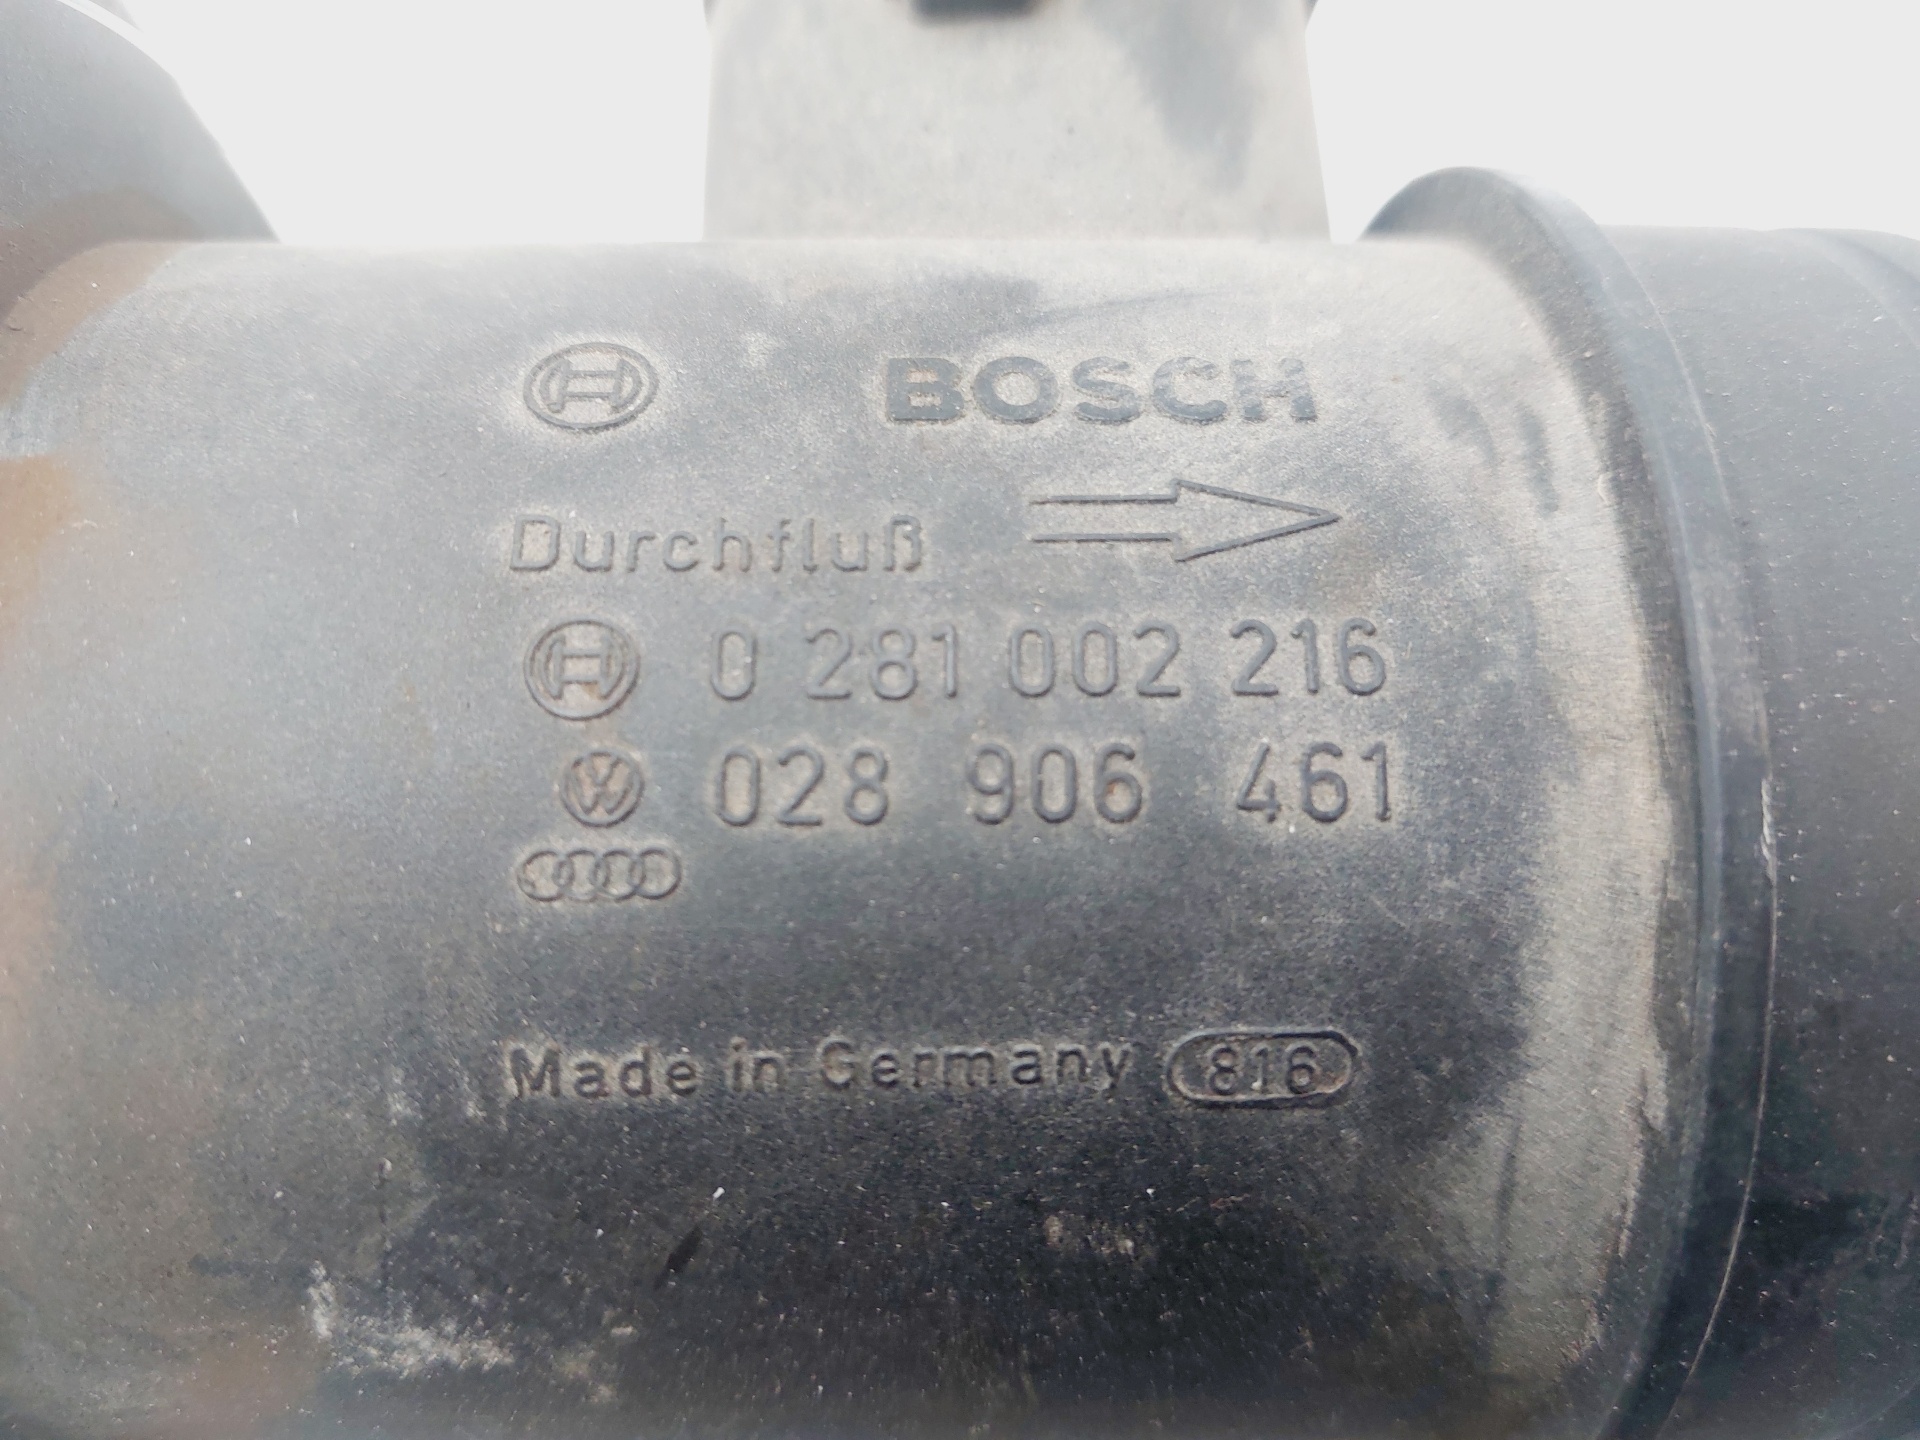 BOSCH
Durchfluß
0 281 002 216
028 906 461
Made in Germany 816